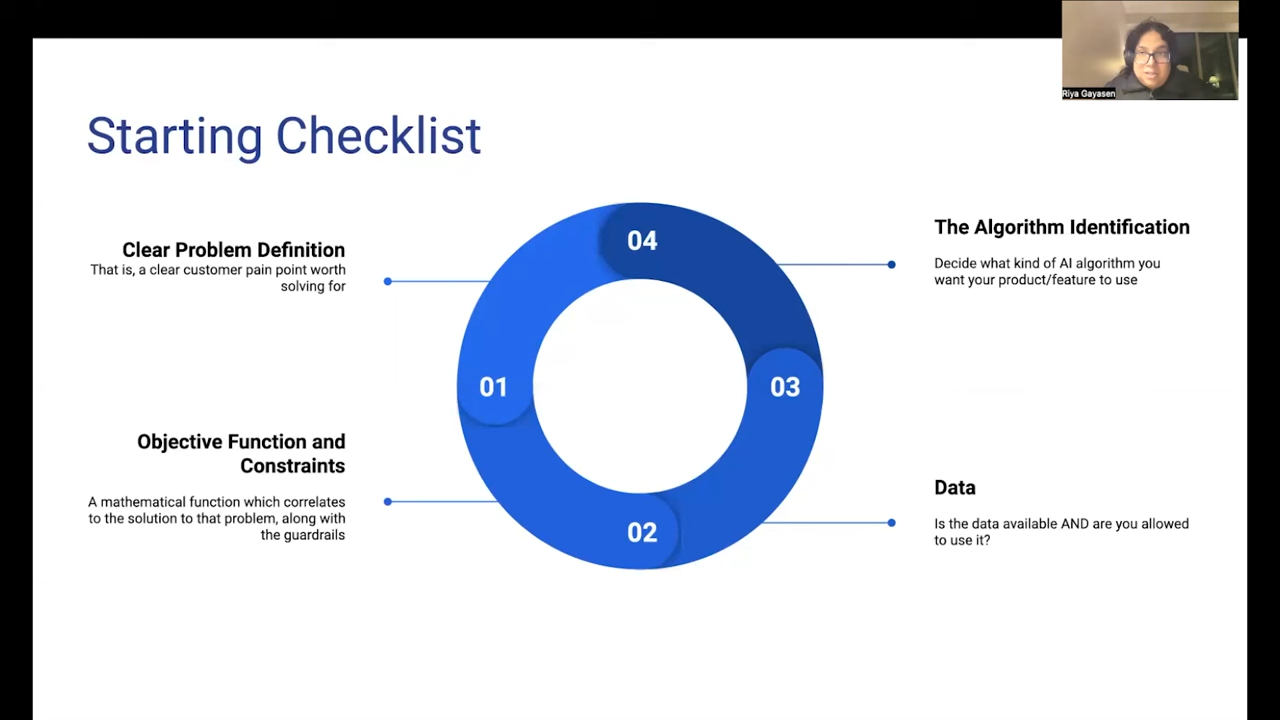 Riya Gayasen
Starting Checklist
Clear Problem Definition
That is, a clear customer pain point worth
solving for
01
Objective Function and
Constraints
A mathematical function which correlates
to the solution to that problem, along with
the guardrails
02
04
The Algorithm Identification
Decide what kind of AI algorithm you
want your product/feature to use
03
Data
Is the data available AND are you allowed
to use it?